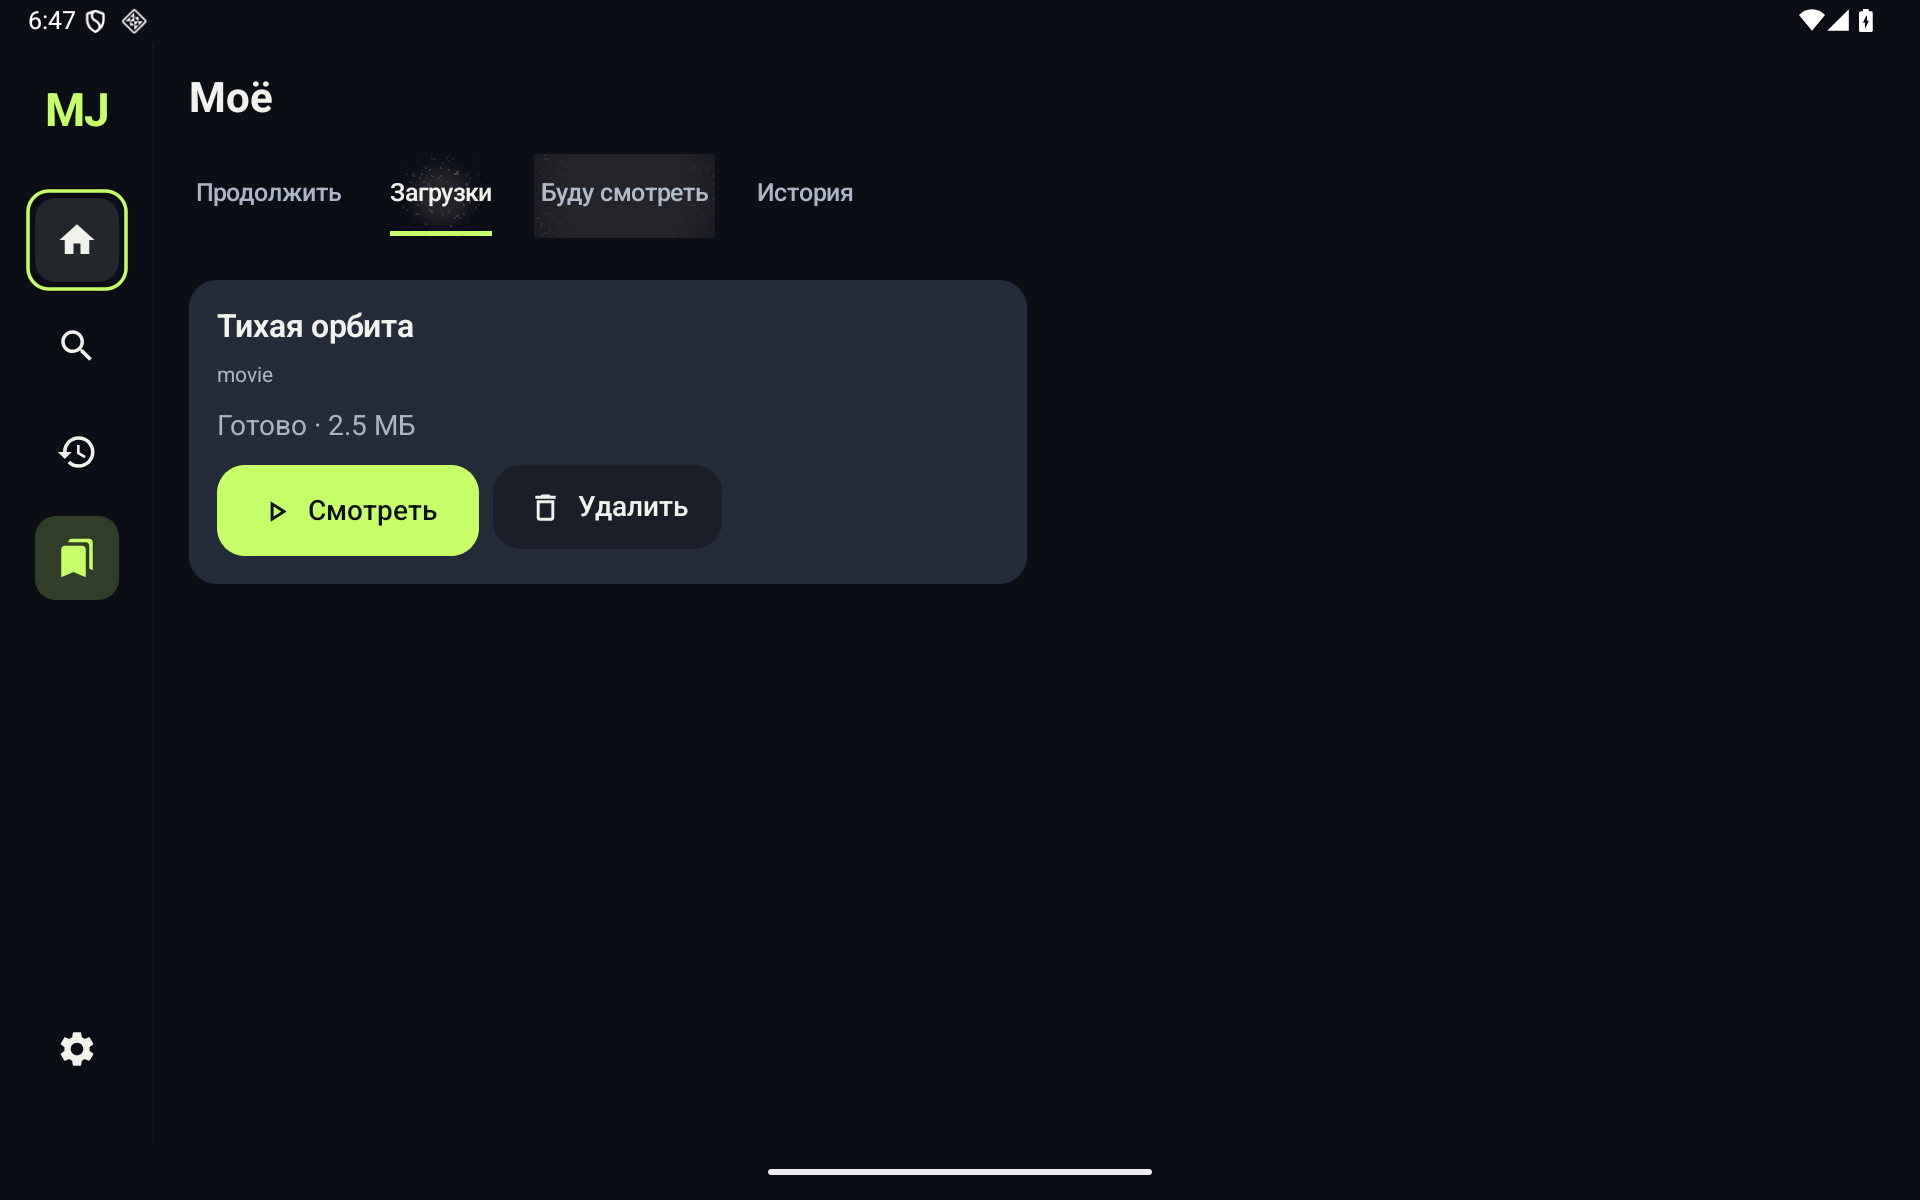 6:47
MJ
Моё
Продолжить Загрузки Буду смотреть История
Тихая орбита
movie
Готово · 2.5 МБ
Смотреть Удалить